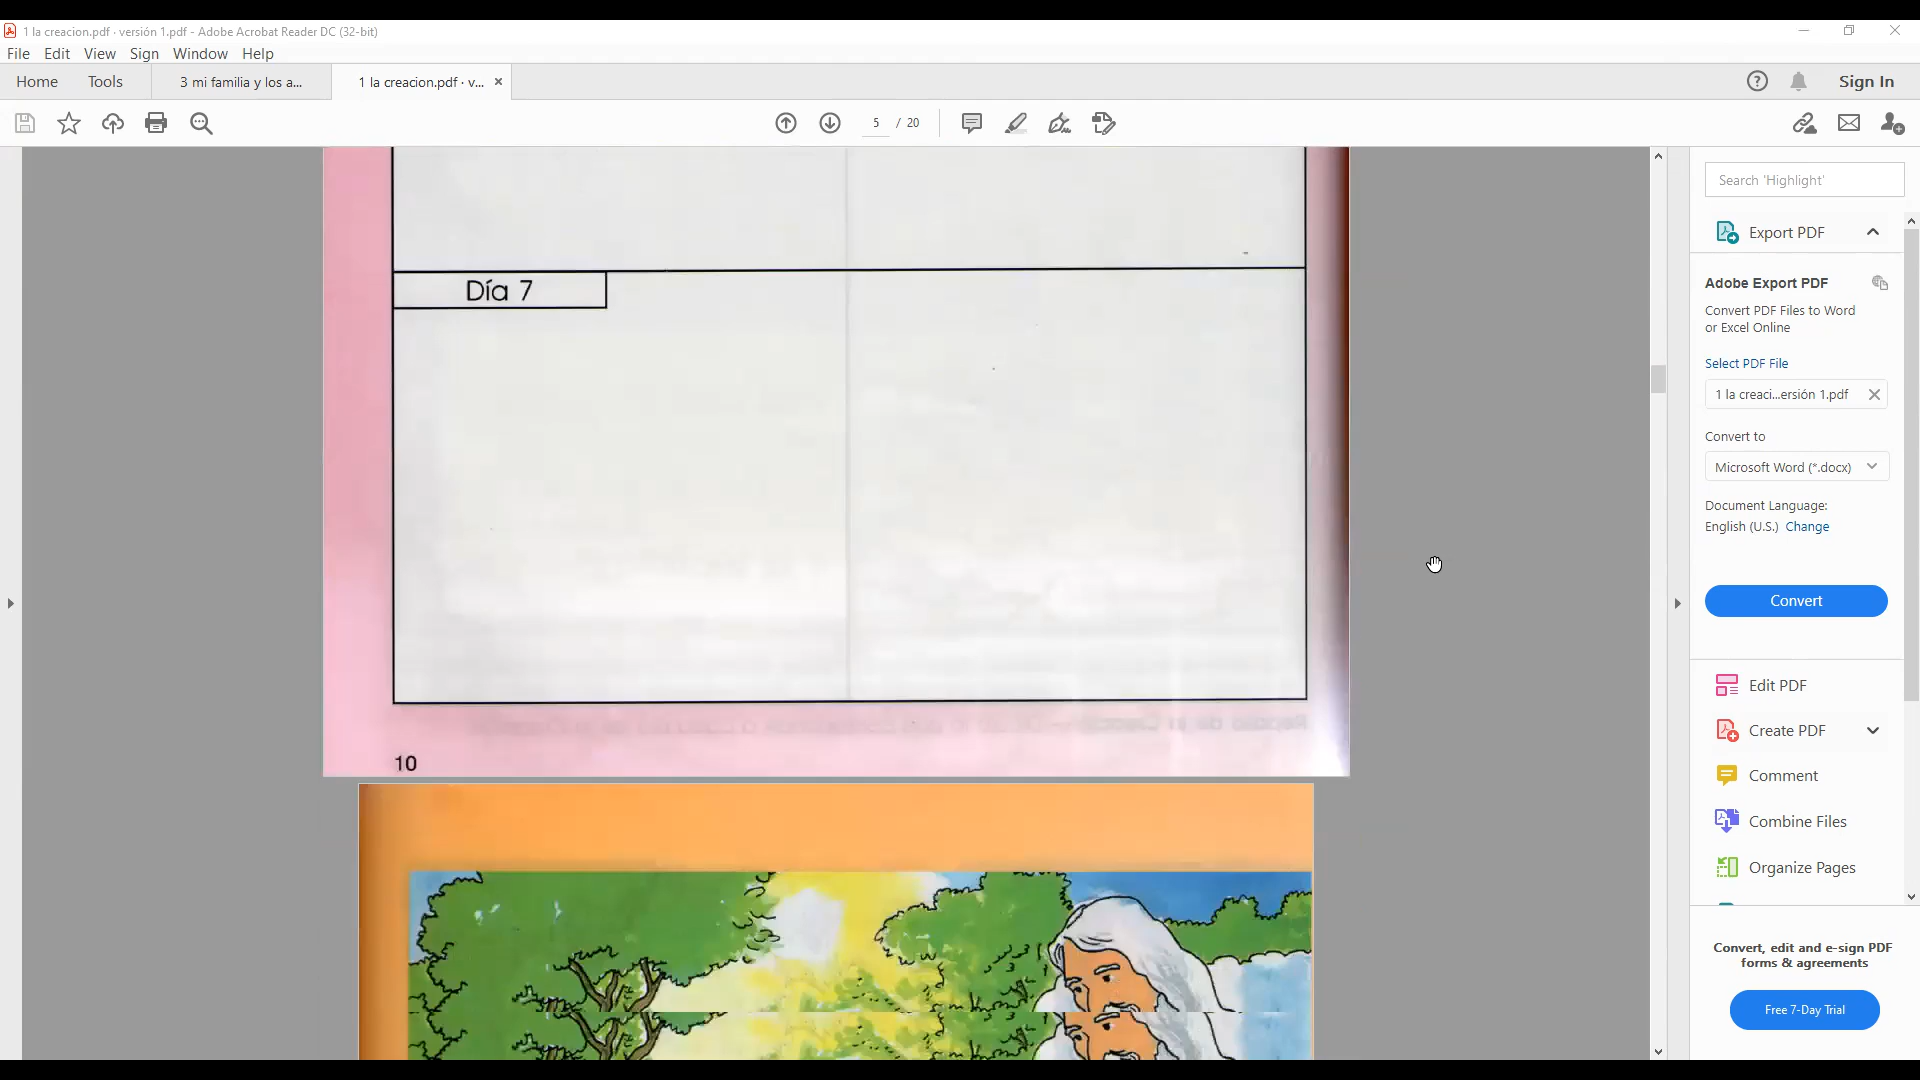 1 la creacion.pdf · versión 1.pdf - Adobe Acrobat Reader DC (32-bit)
File Edit View Sign Window Help
Home Tools 3 mi familia y los a... 1 la creacion.pdf · v... Sign In
5 / 20
Search 'Highlight'
Export PDF
Adobe Export PDF
Convert PDF Files to Word
or Excel Online
Select PDF File
1 la creaci...ersión 1.pdf
Convert to
Microsoft Word (*.docx)
Document Language:
English (U.S.) Change
Convert
Edit PDF
Create PDF
Comment
Combine Files
Organize Pages
Convert, edit and e-sign PDF
forms & agreements
Free 7-Day Trial
Día 7
10